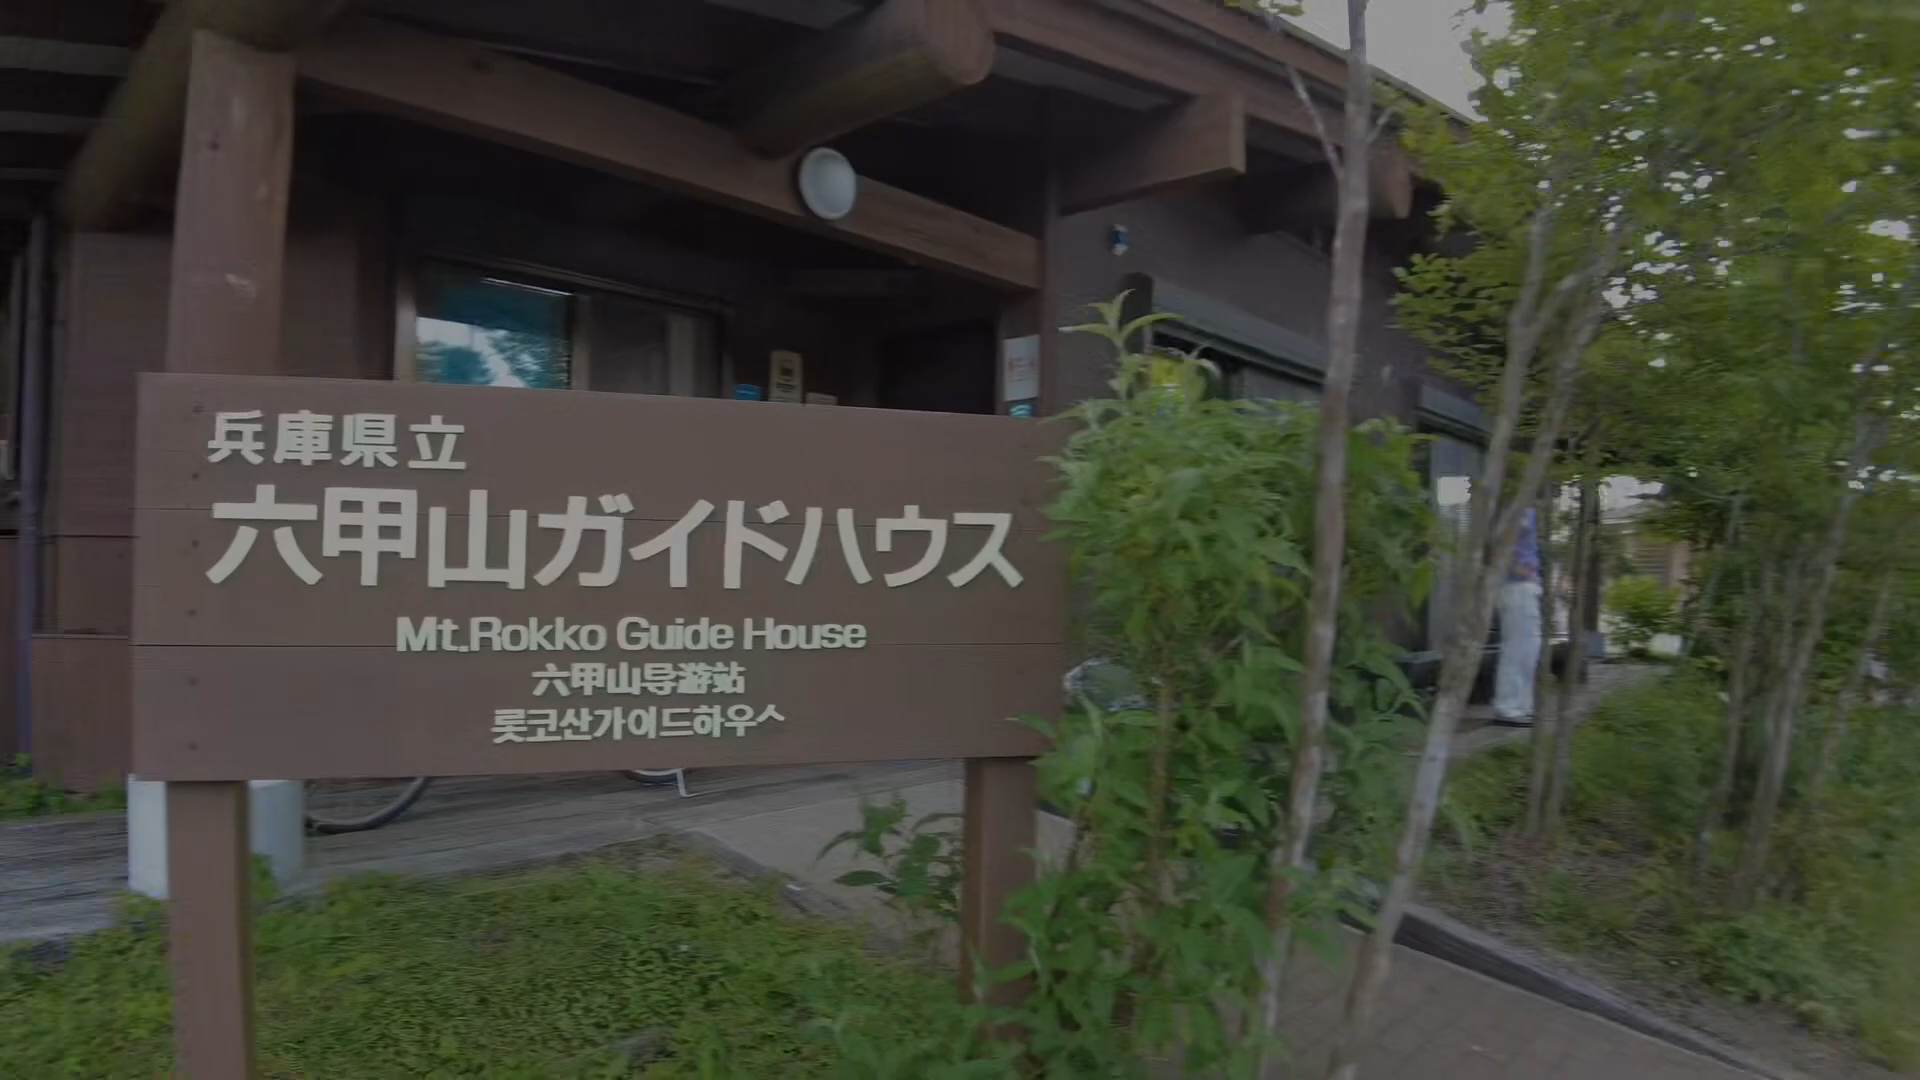 兵庫県立
六甲山ガイドハウス
Mt.Rokko Guide House
六甲山导游站
롯코산가이드하우스